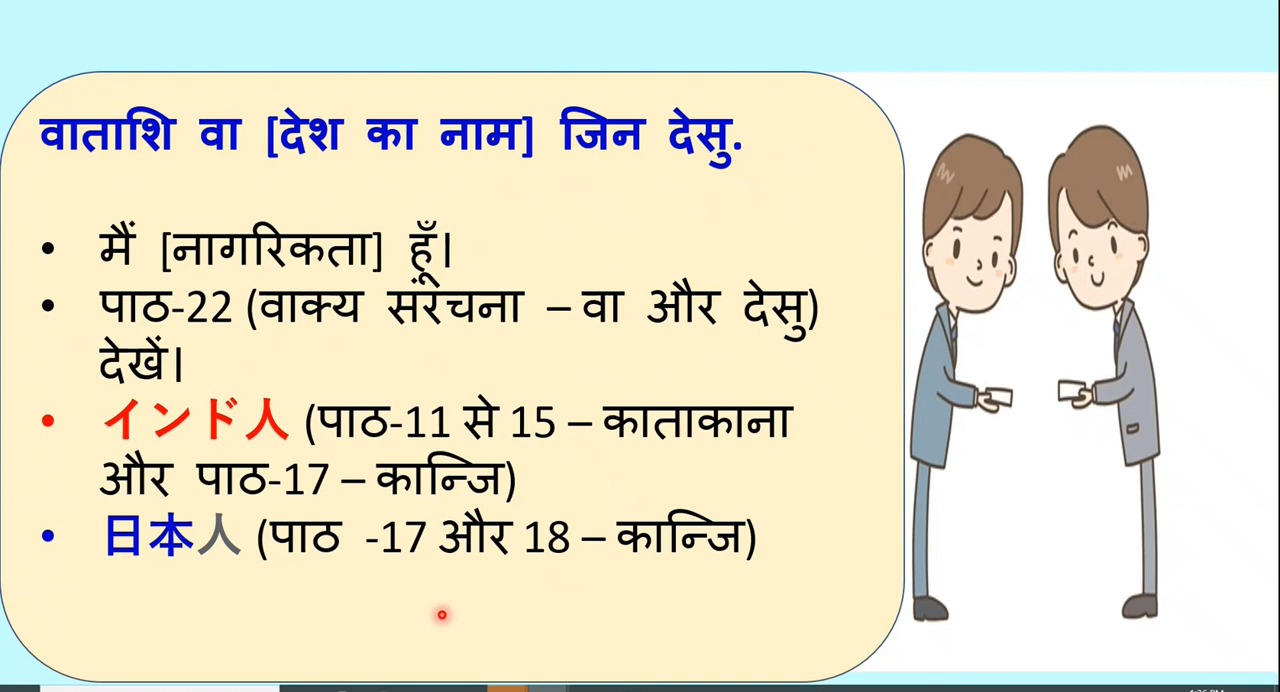 वाताशि वा [देश का नाम] जिन देसु.
• मैं [नागरिकता] हूँ।
• पाठ-22 (वाक्य संरचना – वा और देसु)
देखें।
• インド人 (पाठ-11 से 15 – काताकाना
और पाठ-17 – कान्जि)
• 日本人 (पाठ -17 और 18 – कान्जि)